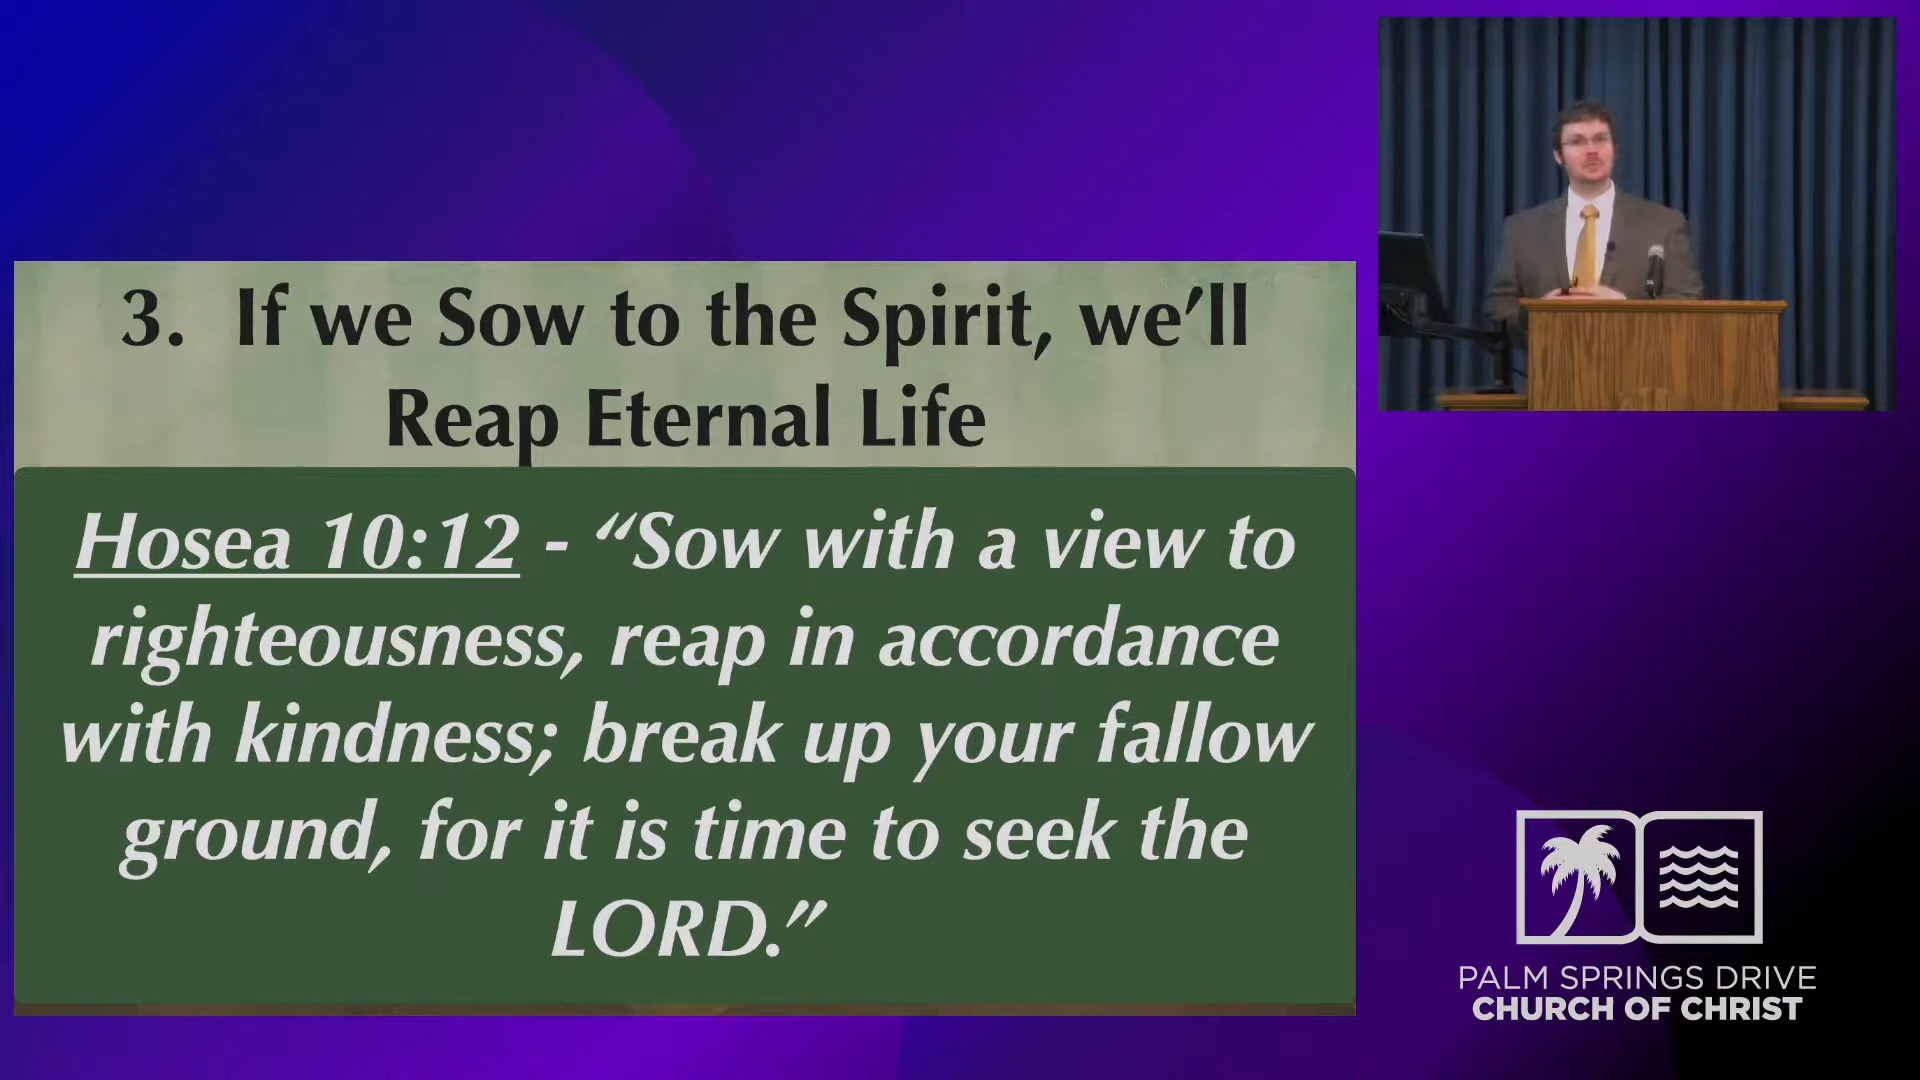 3. If we Sow to the Spirit, we’ll
Reap Eternal Life
Hosea 10:12 - “Sow with a view to
righteousness, reap in accordance
with kindness; break up your fallow
ground, for it is time to seek the
LORD.”
PALM SPRINGS DRIVE
CHURCH OF CHRIST